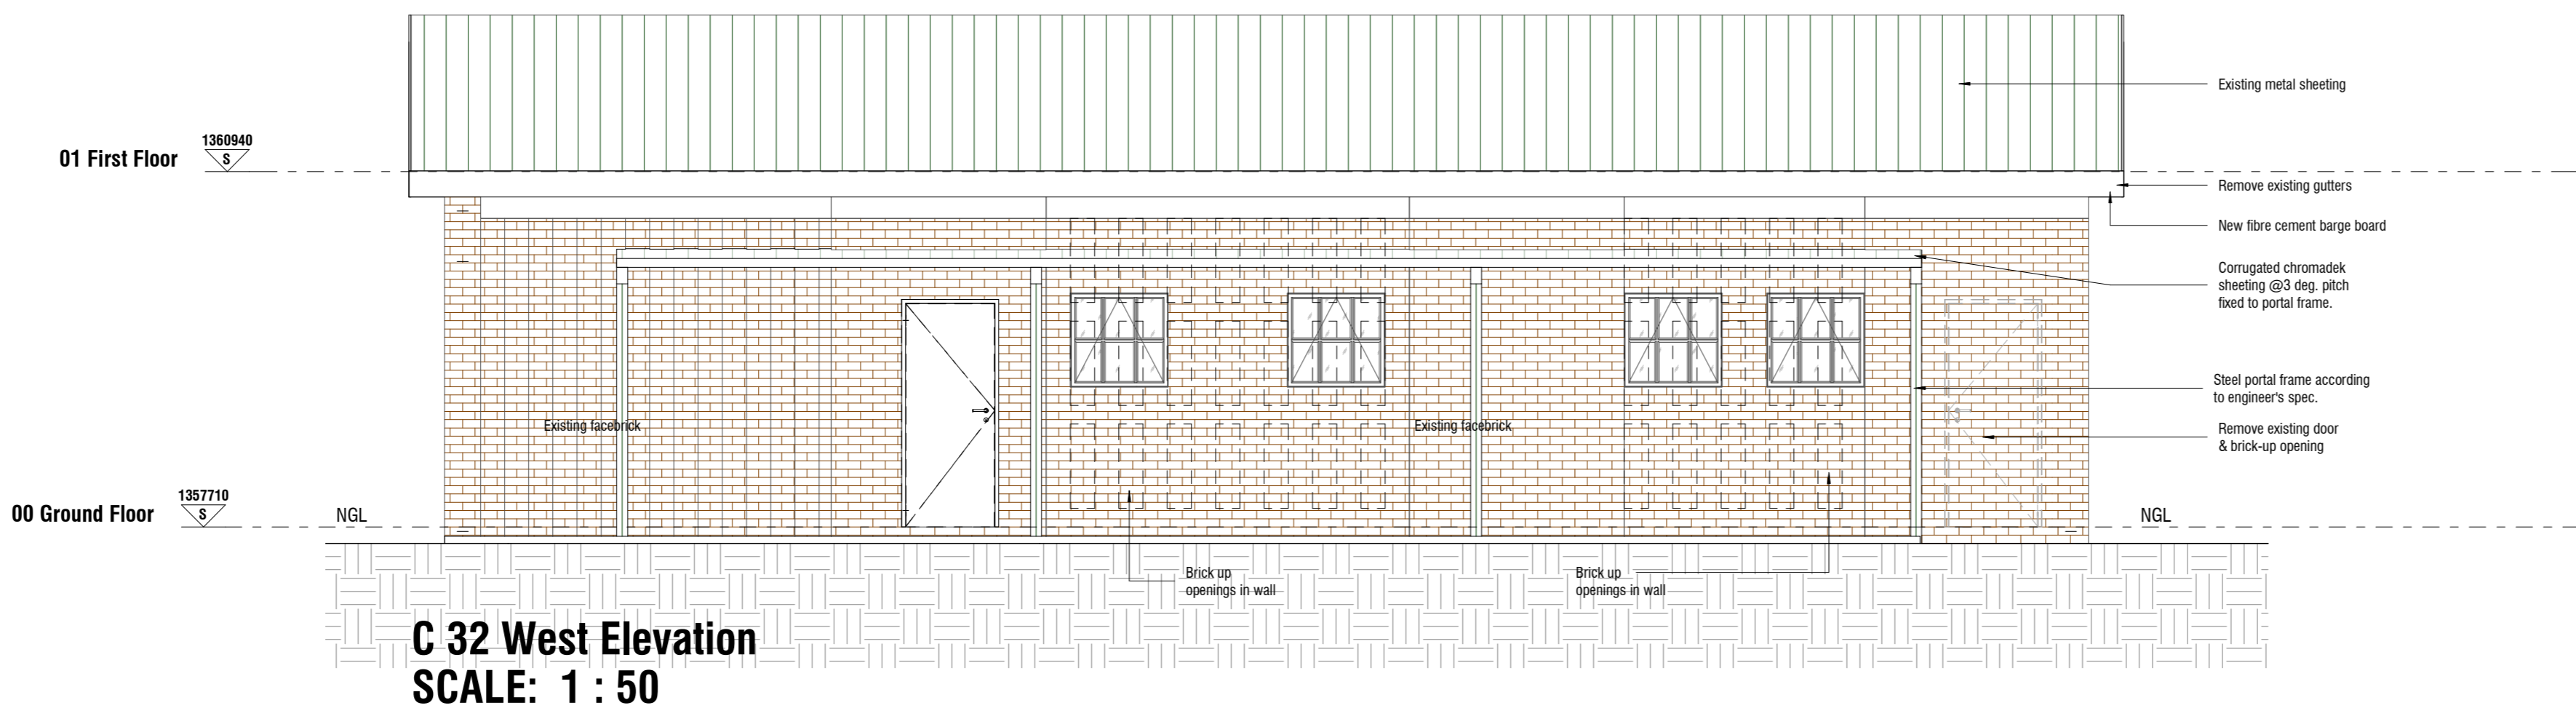 Existing metal sheeting
1360940
01 First Floor
S
Remove existing gutters
New fibre cement barge board
Corrugated chromadek
sheeting @3 deg. pitch
fixed to portal frame.
Steel portal frame according
to engineer's spec.
Existing facebrick
Existing facebrick
Remove existing door
& brick-up opening
1357710
00 Ground Floor
S
NGL
NGL
Brick up
openings in wall
Brick up
openings in wall
C 32 West Elevation
SCALE: 1 : 50